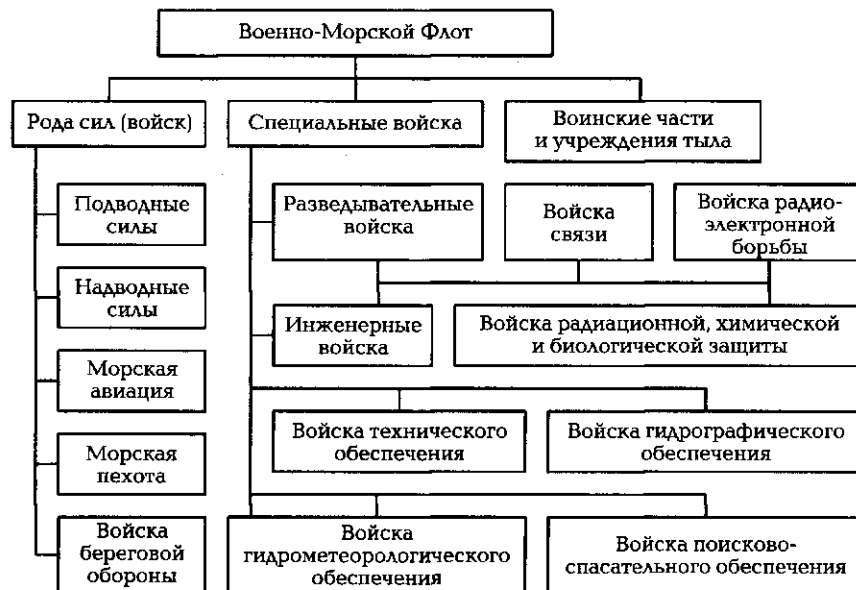 Военно-Морской Флот
Рода сил (войск)
Специальные войска
Воинские части
и учреждения тыла
Подводные
силы
Надводные
силы
Морская
авиация
Морская
пехота
Войска
береговой
обороны
Разведывательные
войска
Войска
связи
Войска радио-
электронной
борьбы
Инженерные
войска
Войска радиационной, химической
и биологической защиты
Войска технического
обеспечения
Войска гидрографического
обеспечения
Войска
гидрометеорологического
обеспечения
Войска поисково-
спасательного обеспечения